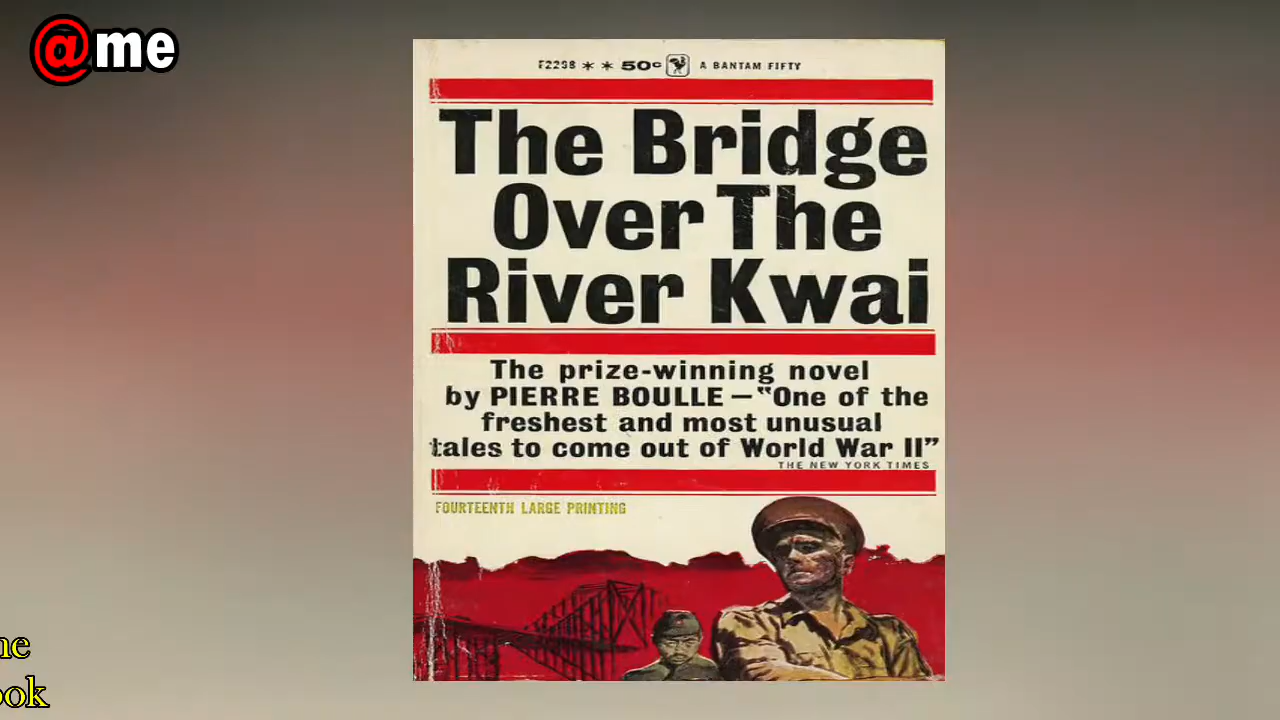 @me
F2298 * * 50c A BANTAM FIFTY
The Bridge
Over The
River Kwai
The prize-winning novel
by PIERRE BOULLE—"One of the
freshest and most unusual
tales to come out of World War II"
THE NEW YORK TIMES
FOURTEENTH LARGE PRINTING